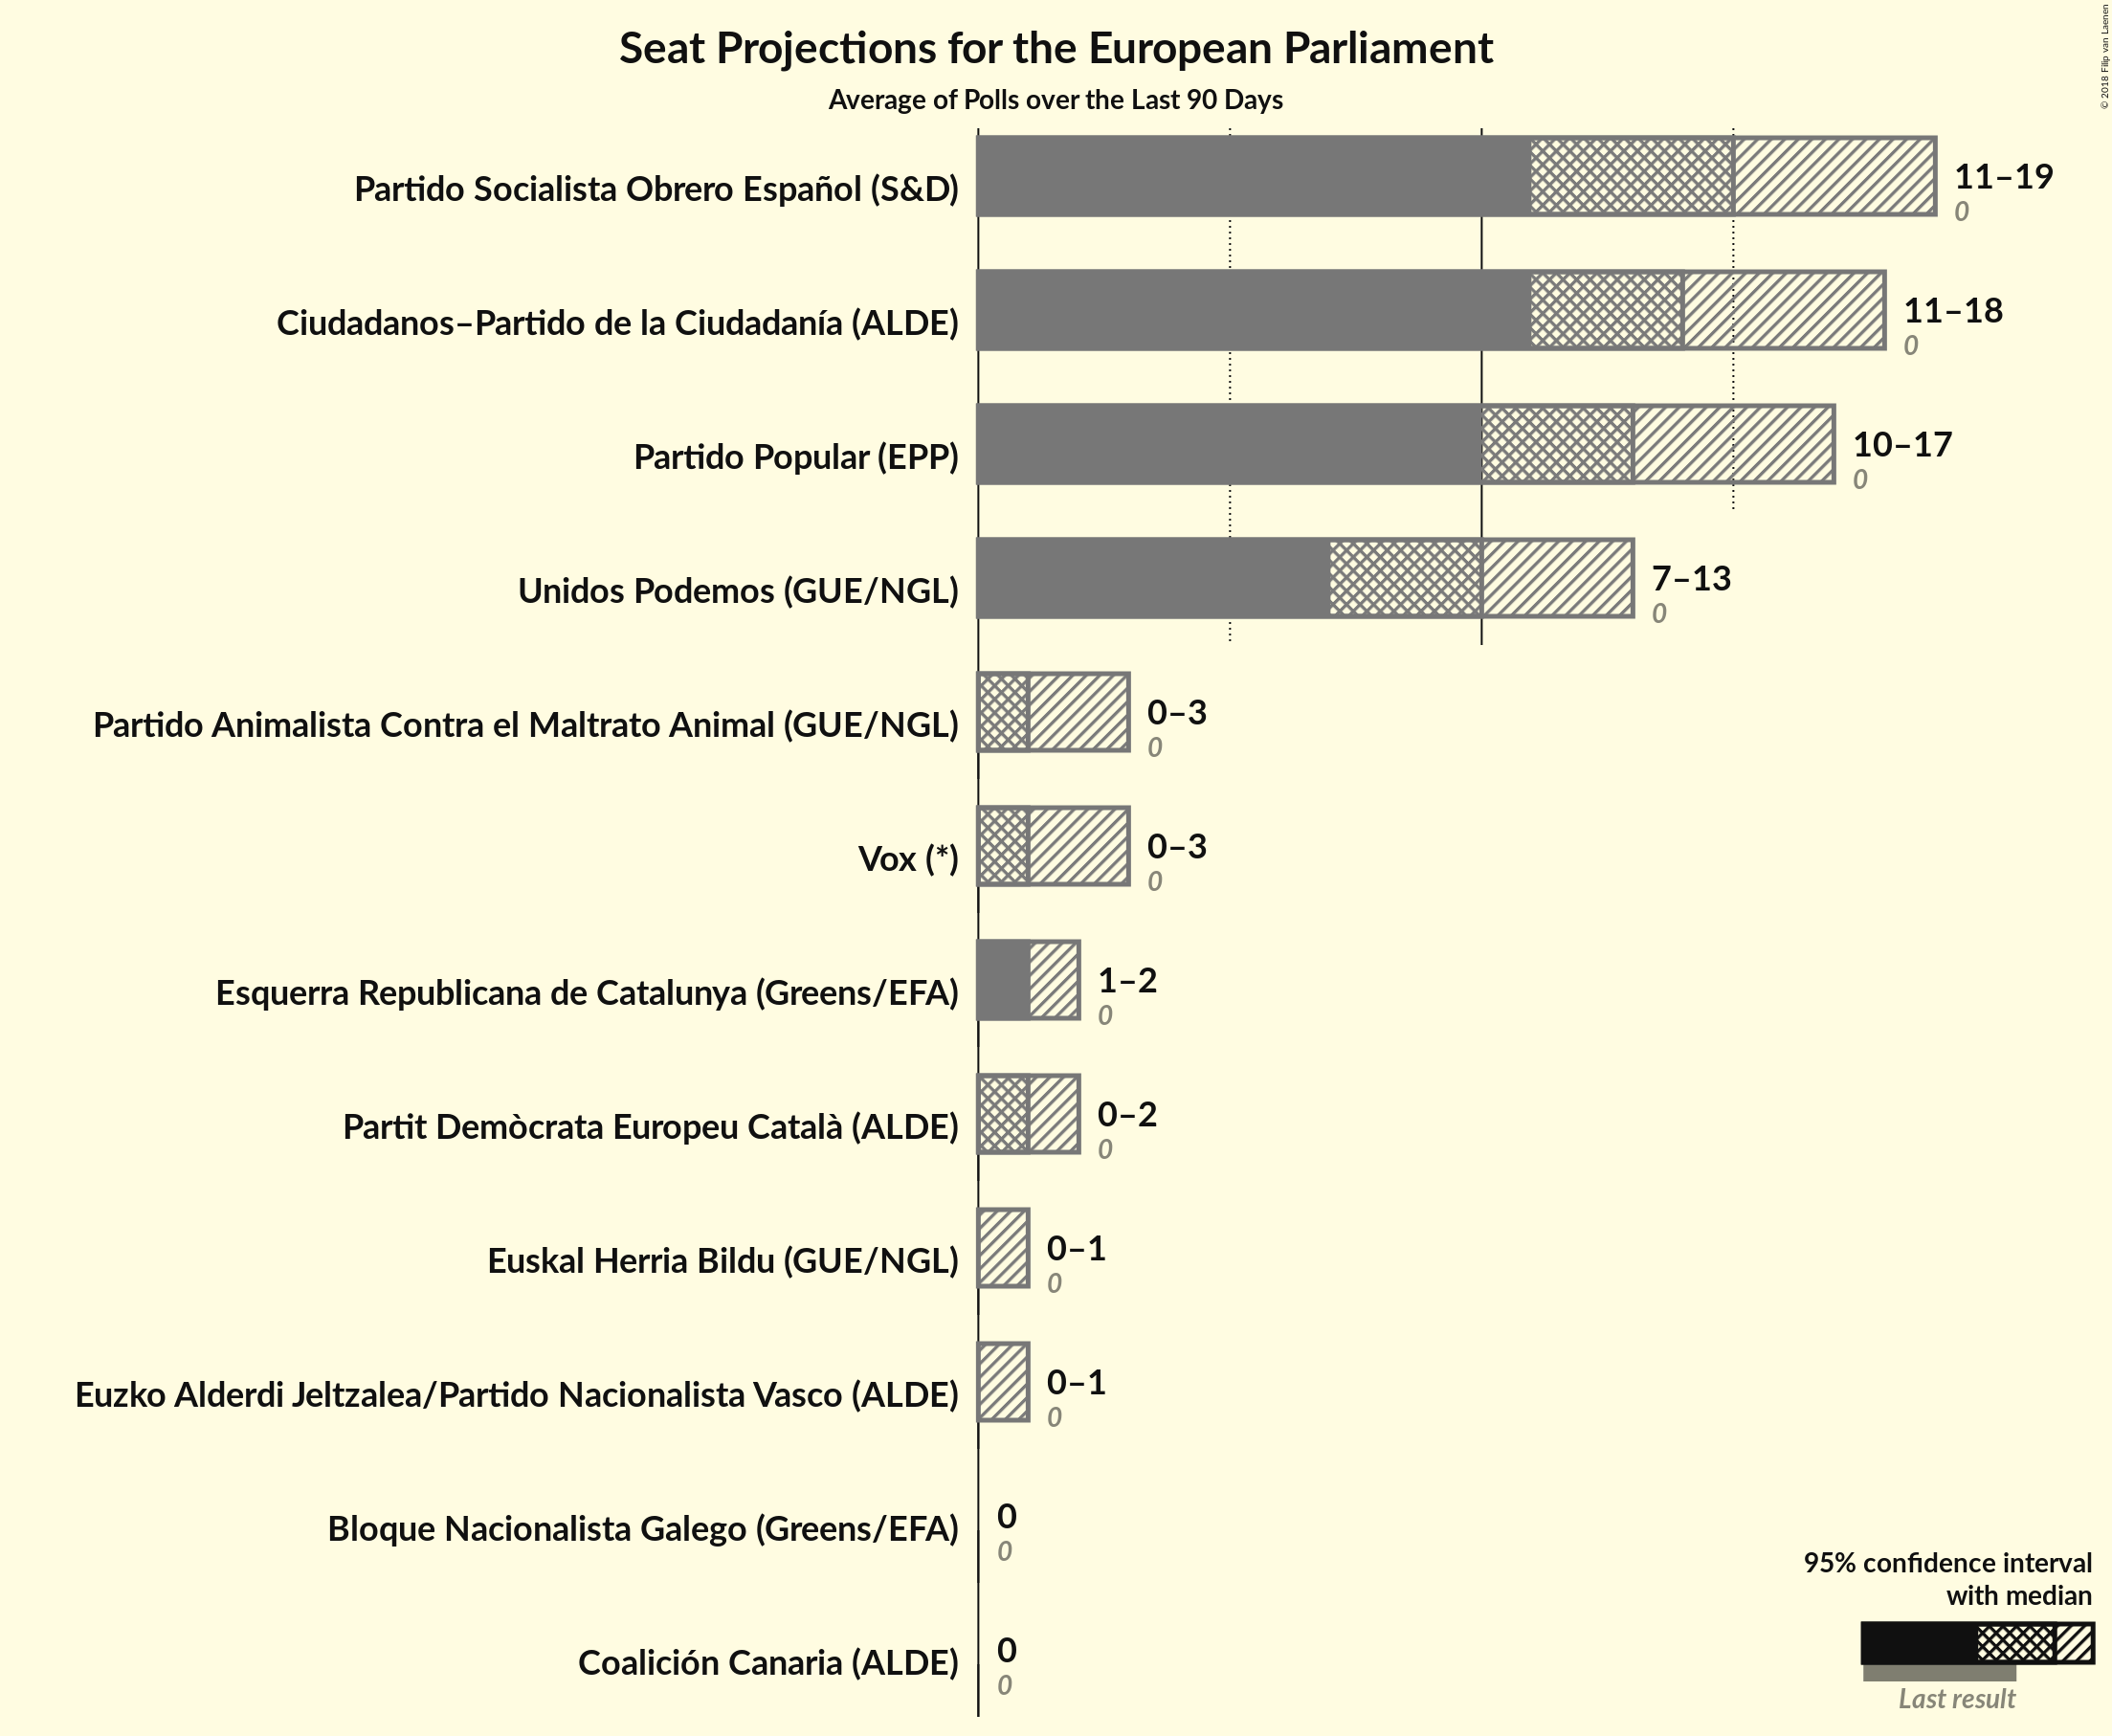 Seat Projections for the European Parliament
Average of Polls over the Last 90 Days
© 2018 Filip van Laenen
Partido Socialista Obrero Español (S&D)
11–19
0
Ciudadanos–Partido de la Ciudadanía (ALDE)
11–18
0
Partido Popular (EPP)
10–17
0
Unidos Podemos (GUE/NGL)
7–13
0
Partido Animalista Contra el Maltrato Animal (GUE/NGL)
0–3
0
Vox (*)
0–3
0
Esquerra Republicana de Catalunya (Greens/EFA)
1–2
0
Partit Demòcrata Europeu Català (ALDE)
0–2
0
Euskal Herria Bildu (GUE/NGL)
0–1
0
Euzko Alderdi Jeltzalea/Partido Nacionalista Vasco (ALDE)
0–1
0
Bloque Nacionalista Galego (Greens/EFA)
0
0
Coalición Canaria (ALDE)
0
0
95% confidence interval
with median
Last result